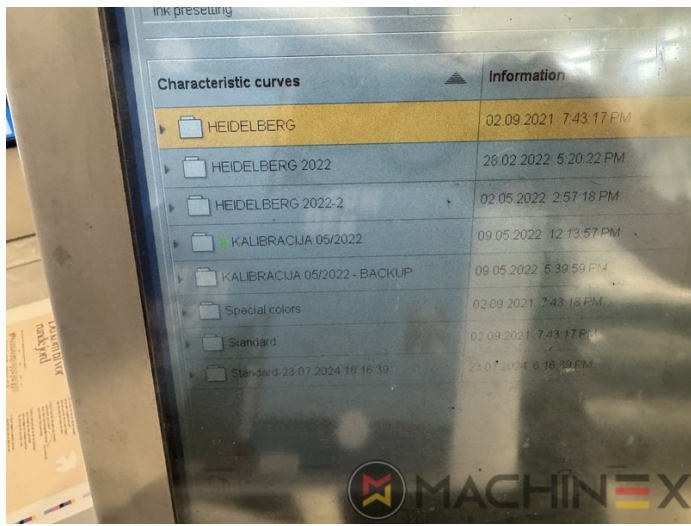 Ink presetting
Characteristic curves Information
HEIDELBERG 02.09.2021 7:43:17 PM
HEIDELBERG 2022 28.02.2022 5:20:22 PM
HEIDELBERG 2022-2 02.05.2022 2:57:18 PM
KALIBRACIJA 05/2022 09.05.2022 12:13:57 PM
KALIBRACIJA 05/2022 - BACKUP 09.05.2022 5:39:59 PM
Special colors 02.09.2021 7:43:18 PM
Standard 02.09.2021 7:43:17 PM
Standard-23.07.2024 18:16:39 23.07.2024 6:16:39 PM
MACHINEX